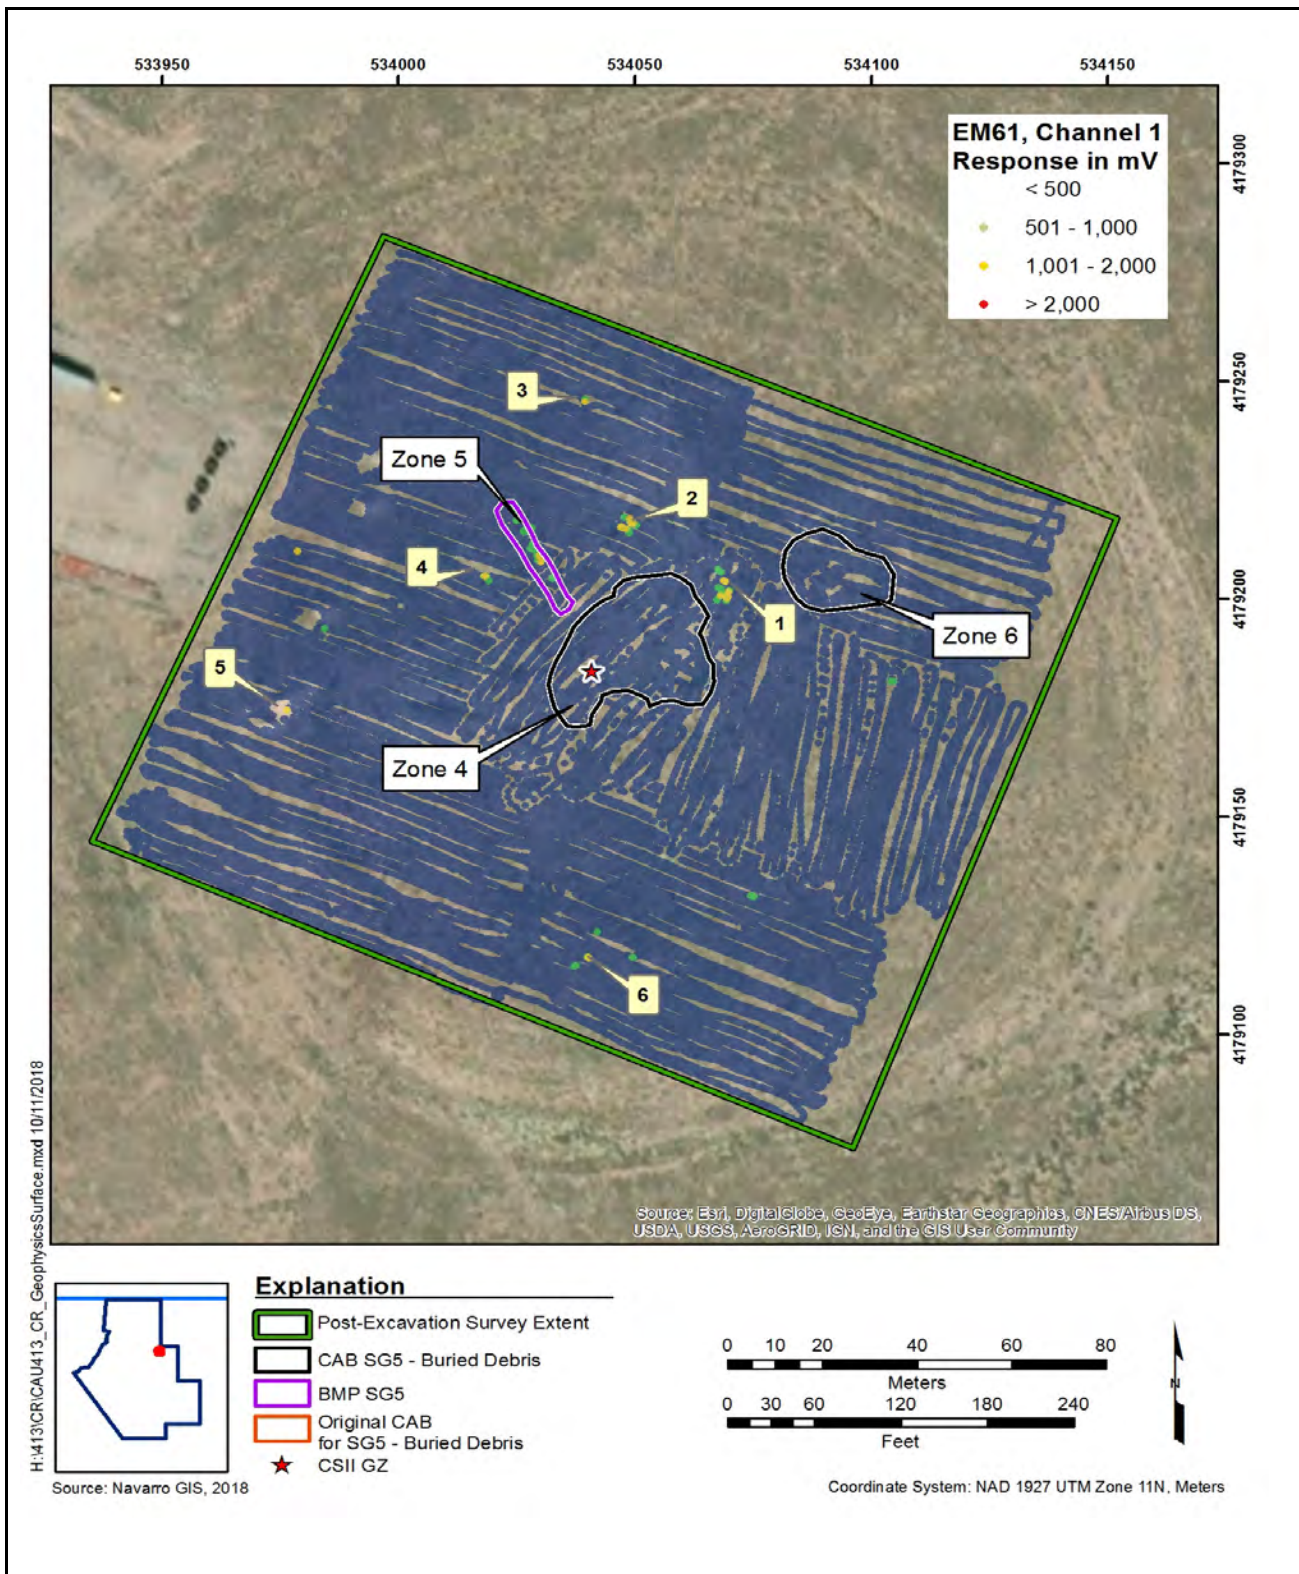 533950 534000 534050 534100 534150
EM61, Channel 1
Response in mV
< 500
501 - 1,000
1,001 - 2,000
> 2,000
4179300
4179250
4179200
4179150
4179100
3
Zone 5
2
4
1
Zone 6
5
Zone 4
6
Source: Esri, DigitalGlobe, GeoEye, Earthstar Geographics, CNES/Airbus DS,
USDA, USGS, AeroGRID, IGN, and the GIS User Community
H:\413\CR\CAU413_CR_GeophysicsSurface.mxd 10/11/2018
Explanation
Post-Excavation Survey Extent
CAB SG5 - Buried Debris
BMP SG5
Original CAB
for SG5 - Buried Debris
CSII GZ
Source: Navarro GIS, 2018
0 10 20 40 60 80
Meters
0 30 60 120 180 240
Feet
N
Coordinate System: NAD 1927 UTM Zone 11N, Meters